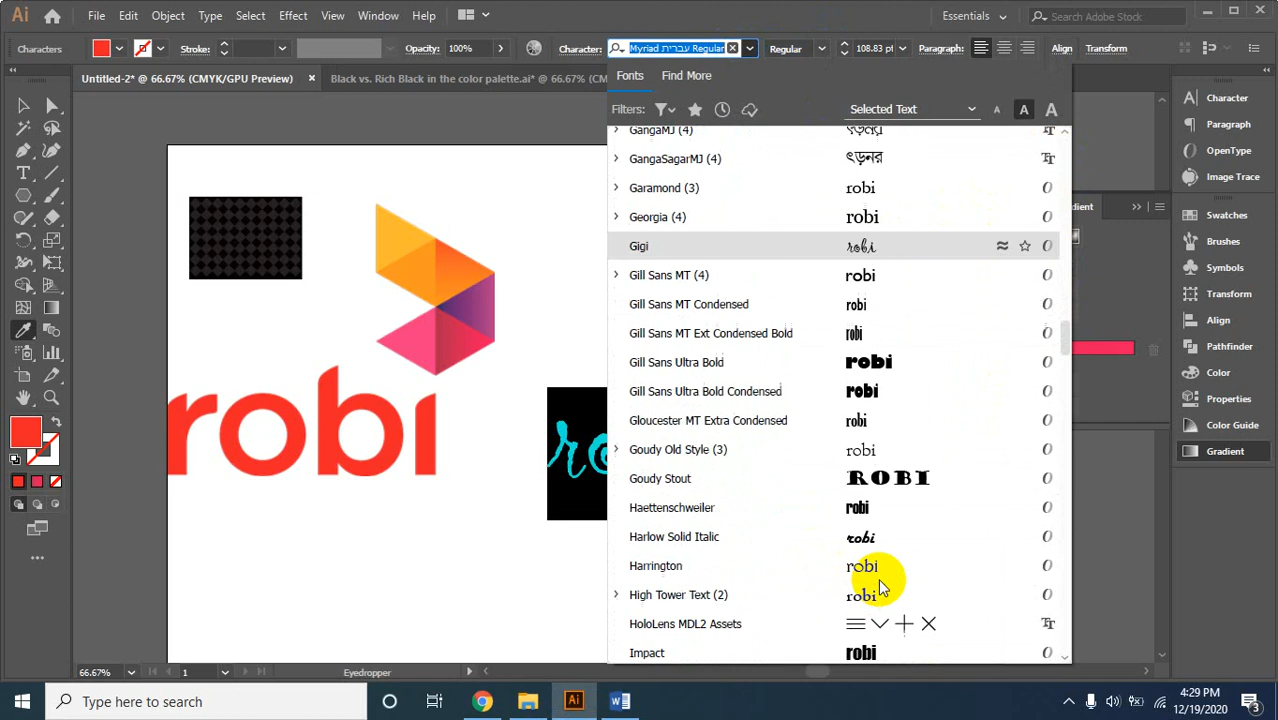 Ai File Edit Object Type Select Effect View Window Help Essentials Search Adobe Stock
Characters Stroke: Opacity: 100% Character: Myriad עברית Regular Regular 108.83 pt Paragraph: Align Transform
Untitled-2* @ 66.67% (CMYK/GPU Preview) × Black vs. Rich Black in the color palette.ai* @ 66.67% (CM
Fonts Find More
Filters: Selected Text A A A
GangaMJ (4)
GangaSagarMJ (4) ৎড়নর
Garamond (3) robi
Georgia (4) robi
Gigi robi
Gill Sans MT (4) robi
Gill Sans MT Condensed robi
Gill Sans MT Ext Condensed Bold robi
Gill Sans Ultra Bold robi
Gill Sans Ultra Bold Condensed robi
Gloucester MT Extra Condensed robi
Goudy Old Style (3) robi
Goudy Stout ROBI
Haettenschweiler robi
Harlow Solid Italic robi
Harrington robi
High Tower Text (2) robi
HoloLens MDL2 Assets
Impact robi
robi
ro
Character
Paragraph
OpenType
Image Trace
Swatches
Brushes
Symbols
Transform
Align
Pathfinder
Color
Properties
Color Guide
Gradient
66.67% 1 Eyedropper
Type here to search
4:29 PM
12/19/2020
3